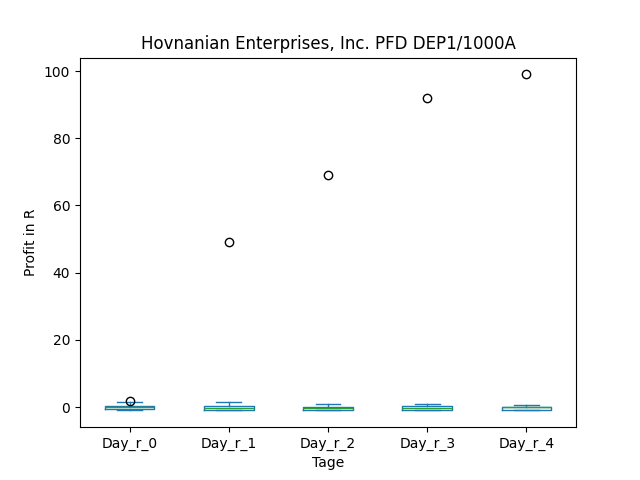 Hovnanian Enterprises, Inc. PFD DEP1/1000A
100
80
60
40
20
0
Profit in R
Day_r_0 Day_r_1 Day_r_2 Day_r_3 Day_r_4
Tage